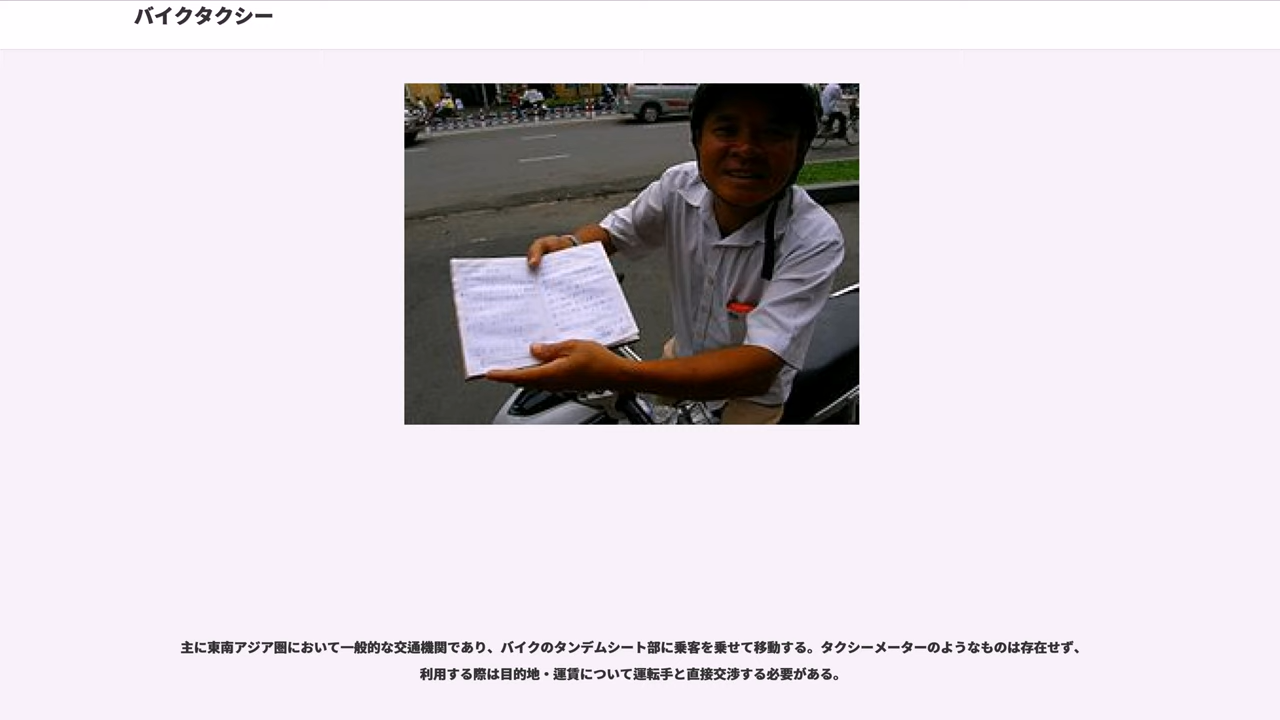 バイクタクシー
主に東南アジア圏において一般的な交通機関であり、バイクのタンデムシート部に乗客を乗せて移動する。タクシーメーターのようなものは存在せず、
利用する際は目的地・運賃について運転手と直接交渉する必要がある。